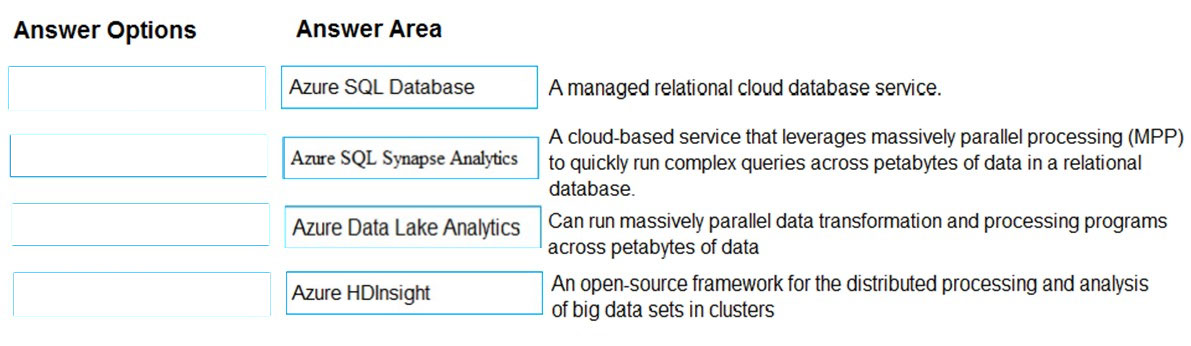 Answer Options
Answer Area
Azure SQL Database
A managed relational cloud database service.
Azure SQL Synapse Analytics
A cloud-based service that leverages massively parallel processing (MPP)
to quickly run complex queries across petabytes of data in a relational
database.
Azure Data Lake Analytics
Can run massively parallel data transformation and processing programs
across petabytes of data
Azure HDInsight
An open-source framework for the distributed processing and analysis
of big data sets in clusters